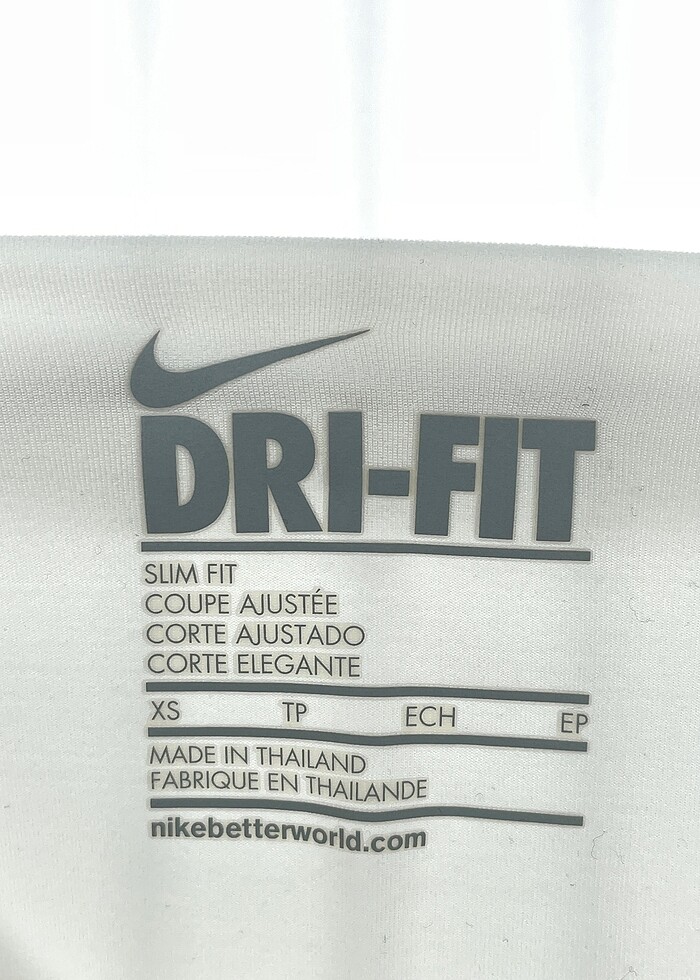 DRI-FIT
SLIM FIT
COUPE AJUSTÉE
CORTE AJUSTADO
CORTE ELEGANTE
XS TP ECH EP
MADE IN THAILAND
FABRIQUE EN THAILANDE
nikebetterworld.com